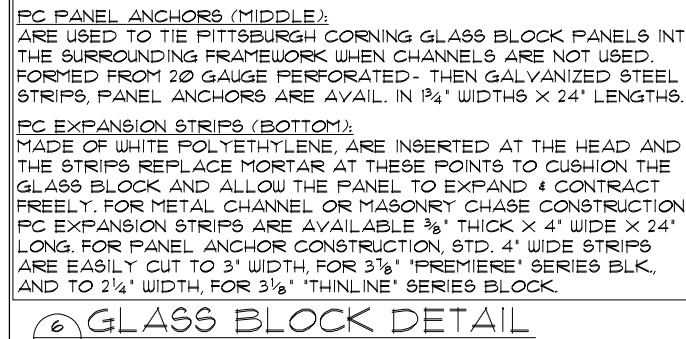 PC PANEL ANCHORS (MIDDLE):
ARE USED TO TIE PITTSBURGH CORNING GLASS BLOCK PANELS INT
THE SURROUNDING FRAMEWORK WHEN CHANNELS ARE NOT USED.
FORMED FROM 20 GAUGE PERFORATED- THEN GALVANIZED STEEL
STRIPS, PANEL ANCHORS ARE AVAIL. IN 1¾" WIDTHS X 24" LENGTHS.
PC EXPANSION STRIPS (BOTTOM):
MADE OF WHITE POLYETHYLENE, ARE INSERTED AT THE HEAD AND
THE STRIPS REPLACE MORTAR AT THESE POINTS TO CUSHION THE
GLASS BLOCK AND ALLOW THE PANEL TO EXPAND & CONTRACT
FREELY. FOR METAL CHANNEL OR MASONRY CHASE CONSTRUCTION
PC EXPANSION STRIPS ARE AVAILABLE ⅜" THICK X 4" WIDE X 24"
LONG. FOR PANEL ANCHOR CONSTRUCTION, STD. 4" WIDE STRIPS
ARE EASILY CUT TO 3" WIDTH, FOR 3⅞" "PREMIERE" SERIES BLK.,
AND TO 2¼" WIDTH, FOR 3⅛" "THINLINE" SERIES BLOCK.
6 GLASS BLOCK DETAIL